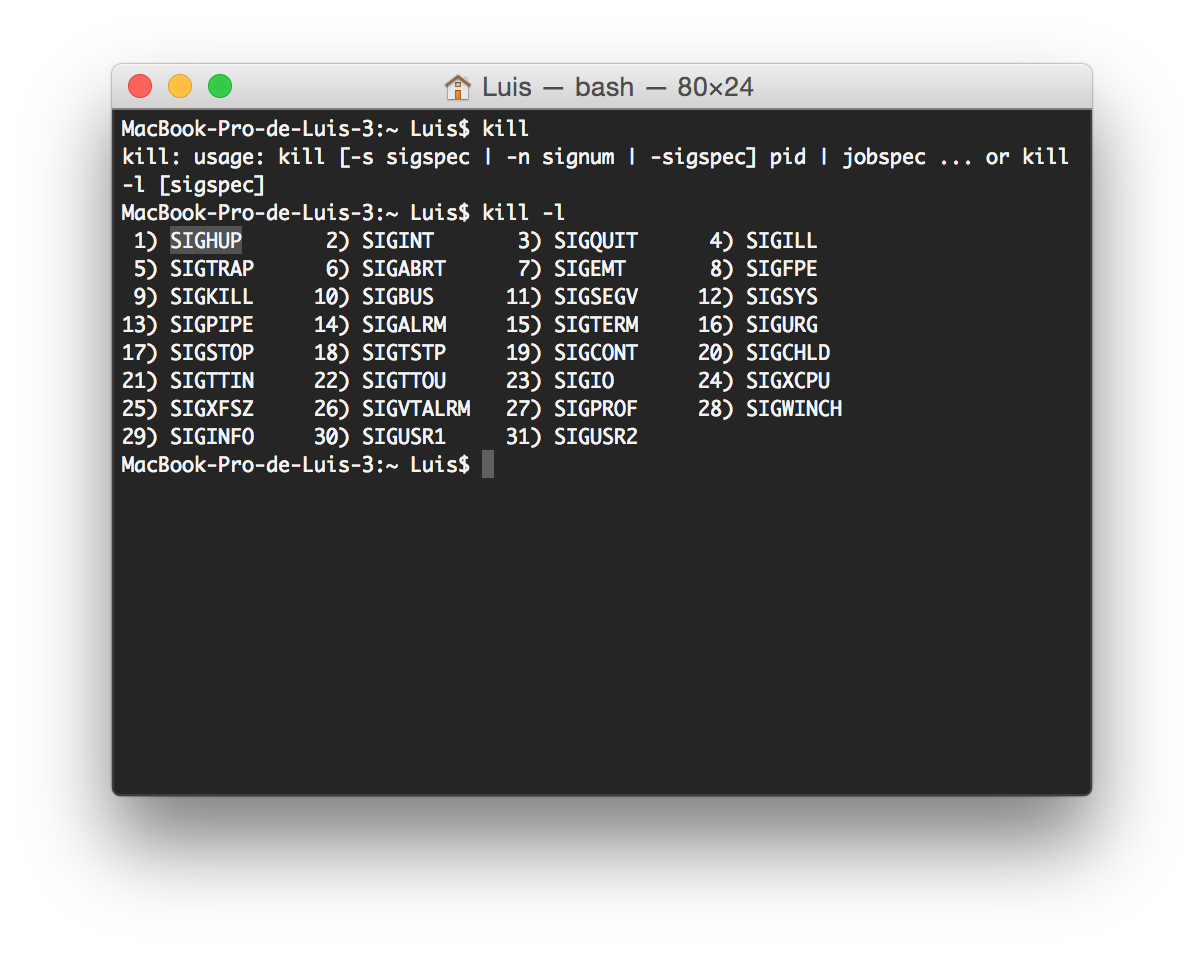 Luis — bash — 80×24
MacBook-Pro-de-Luis-3:~ Luis$ kill
kill: usage: kill [-s sigspec | -n signum | -sigspec] pid | jobspec ... or kill
-l [sigspec]
MacBook-Pro-de-Luis-3:~ Luis$ kill -l
 1) SIGHUP       2) SIGINT       3) SIGQUIT      4) SIGILL
 5) SIGTRAP      6) SIGABRT      7) SIGEMT       8) SIGFPE
 9) SIGKILL     10) SIGBUS      11) SIGSEGV     12) SIGSYS
13) SIGPIPE     14) SIGALRM     15) SIGTERM     16) SIGURG
17) SIGSTOP     18) SIGTSTP     19) SIGCONT     20) SIGCHLD
21) SIGTTIN     22) SIGTTOU     23) SIGIO       24) SIGXCPU
25) SIGXFSZ     26) SIGVTALRM   27) SIGPROF     28) SIGWINCH
29) SIGINFO     30) SIGUSR1     31) SIGUSR2
MacBook-Pro-de-Luis-3:~ Luis$